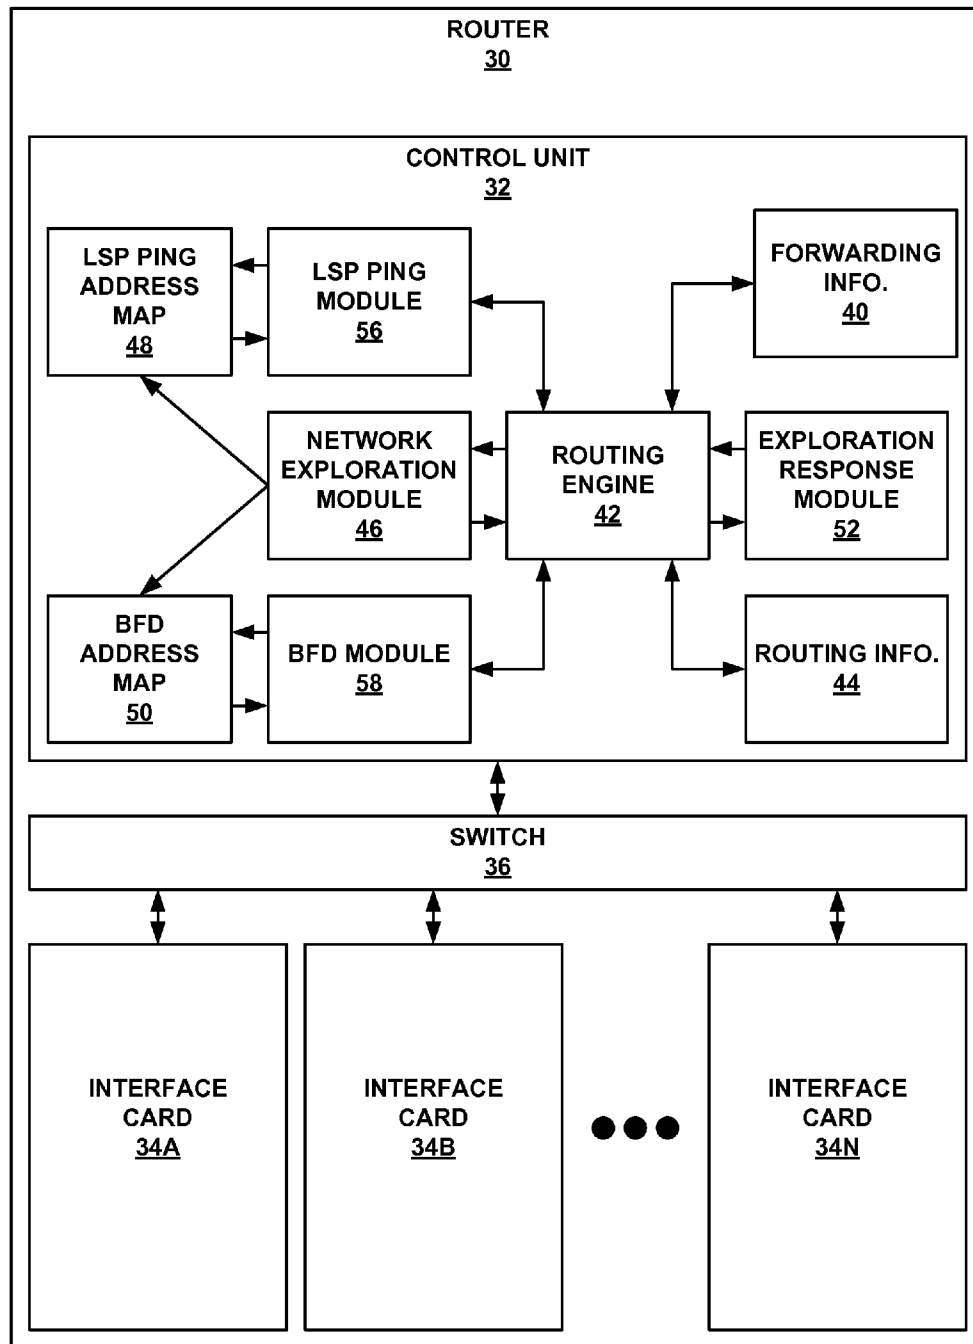 ROUTER
30
CONTROL UNIT
32
LSP PING
ADDRESS
MAP
48
LSP PING
MODULE
56
FORWARDING
INFO.
40
NETWORK
EXPLORATION
MODULE
46
ROUTING
ENGINE
42
EXPLORATION
RESPONSE
MODULE
52
BFD
ADDRESS
MAP
50
BFD MODULE
58
ROUTING INFO.
44
SWITCH
36
INTERFACE
CARD
34A
INTERFACE
CARD
34B
INTERFACE
CARD
34N